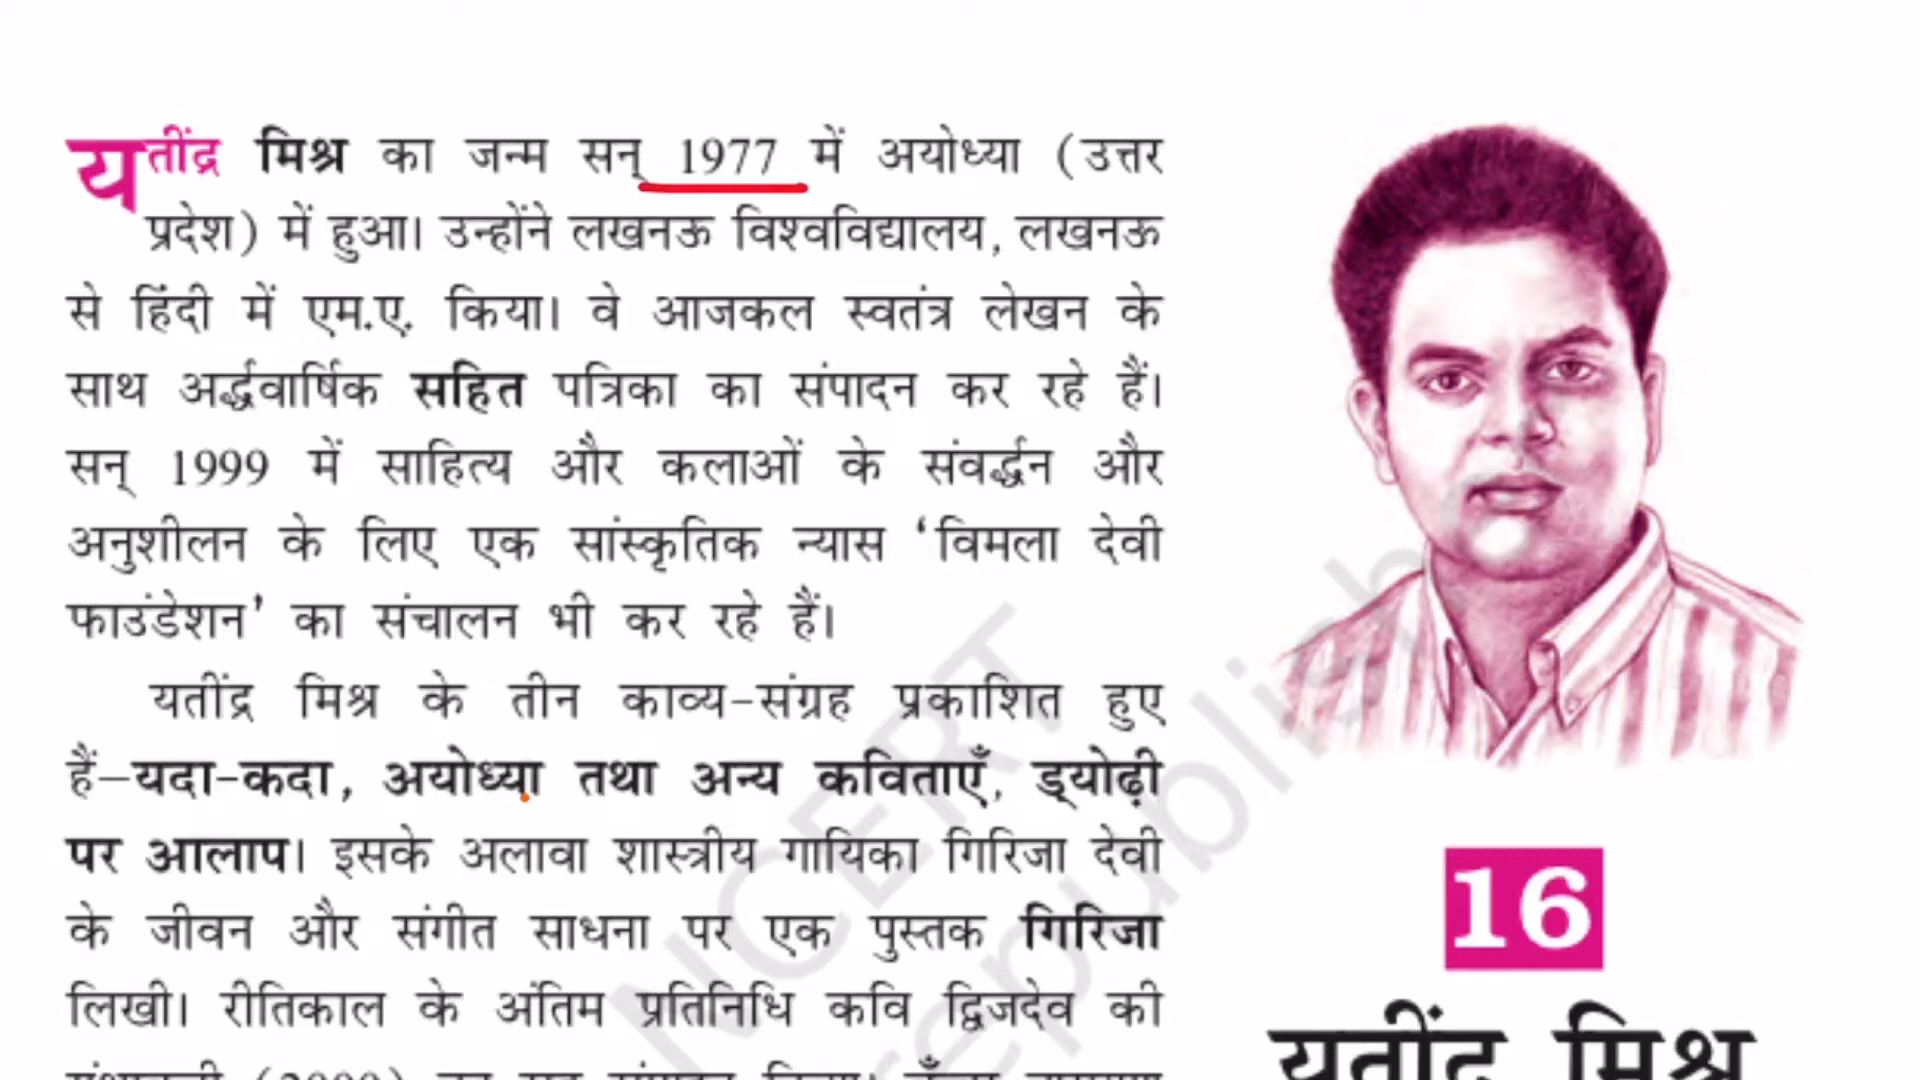 यतींद्र मिश्र का जन्म सन् 1977 में अयोध्या (उत्तर
प्रदेश) में हुआ। उन्होंने लखनऊ विश्वविद्यालय, लखनऊ
से हिंदी में एम.ए. किया। वे आजकल स्वतंत्र लेखन के
साथ अर्द्धवार्षिक सहित पत्रिका का संपादन कर रहे हैं।
सन् 1999 में साहित्य और कलाओं के संवर्द्धन और
अनुशीलन के लिए एक सांस्कृतिक न्यास ‘विमला देवी
फाउंडेशन’ का संचालन भी कर रहे हैं।
यतींद्र मिश्र के तीन काव्य-संग्रह प्रकाशित हुए
हैं—यदा-कदा, अयोध्या तथा अन्य कविताएँ, ड्योढ़ी
पर आलाप। इसके अलावा शास्त्रीय गायिका गिरिजा देवी
के जीवन और संगीत साधना पर एक पुस्तक गिरिजा
लिखी। रीतिकाल के अंतिम प्रतिनिधि कवि द्विजदेव की
16
यतींद्र मिश्र
NCERT
republish